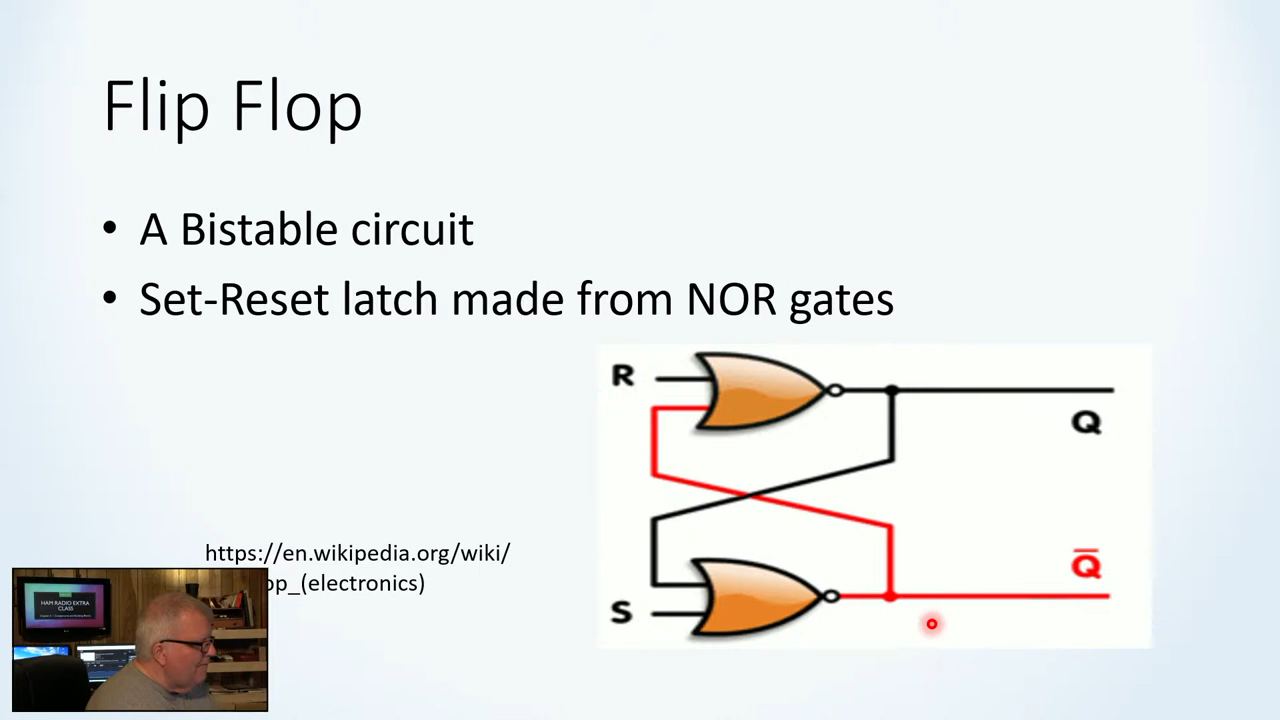 Flip Flop
• A Bistable circuit
• Set-Reset latch made from NOR gates
R
Q
Q̅
S
https://en.wikipedia.org/wiki/
op_(electronics)
HAM RADIO EXTRA
CLASS